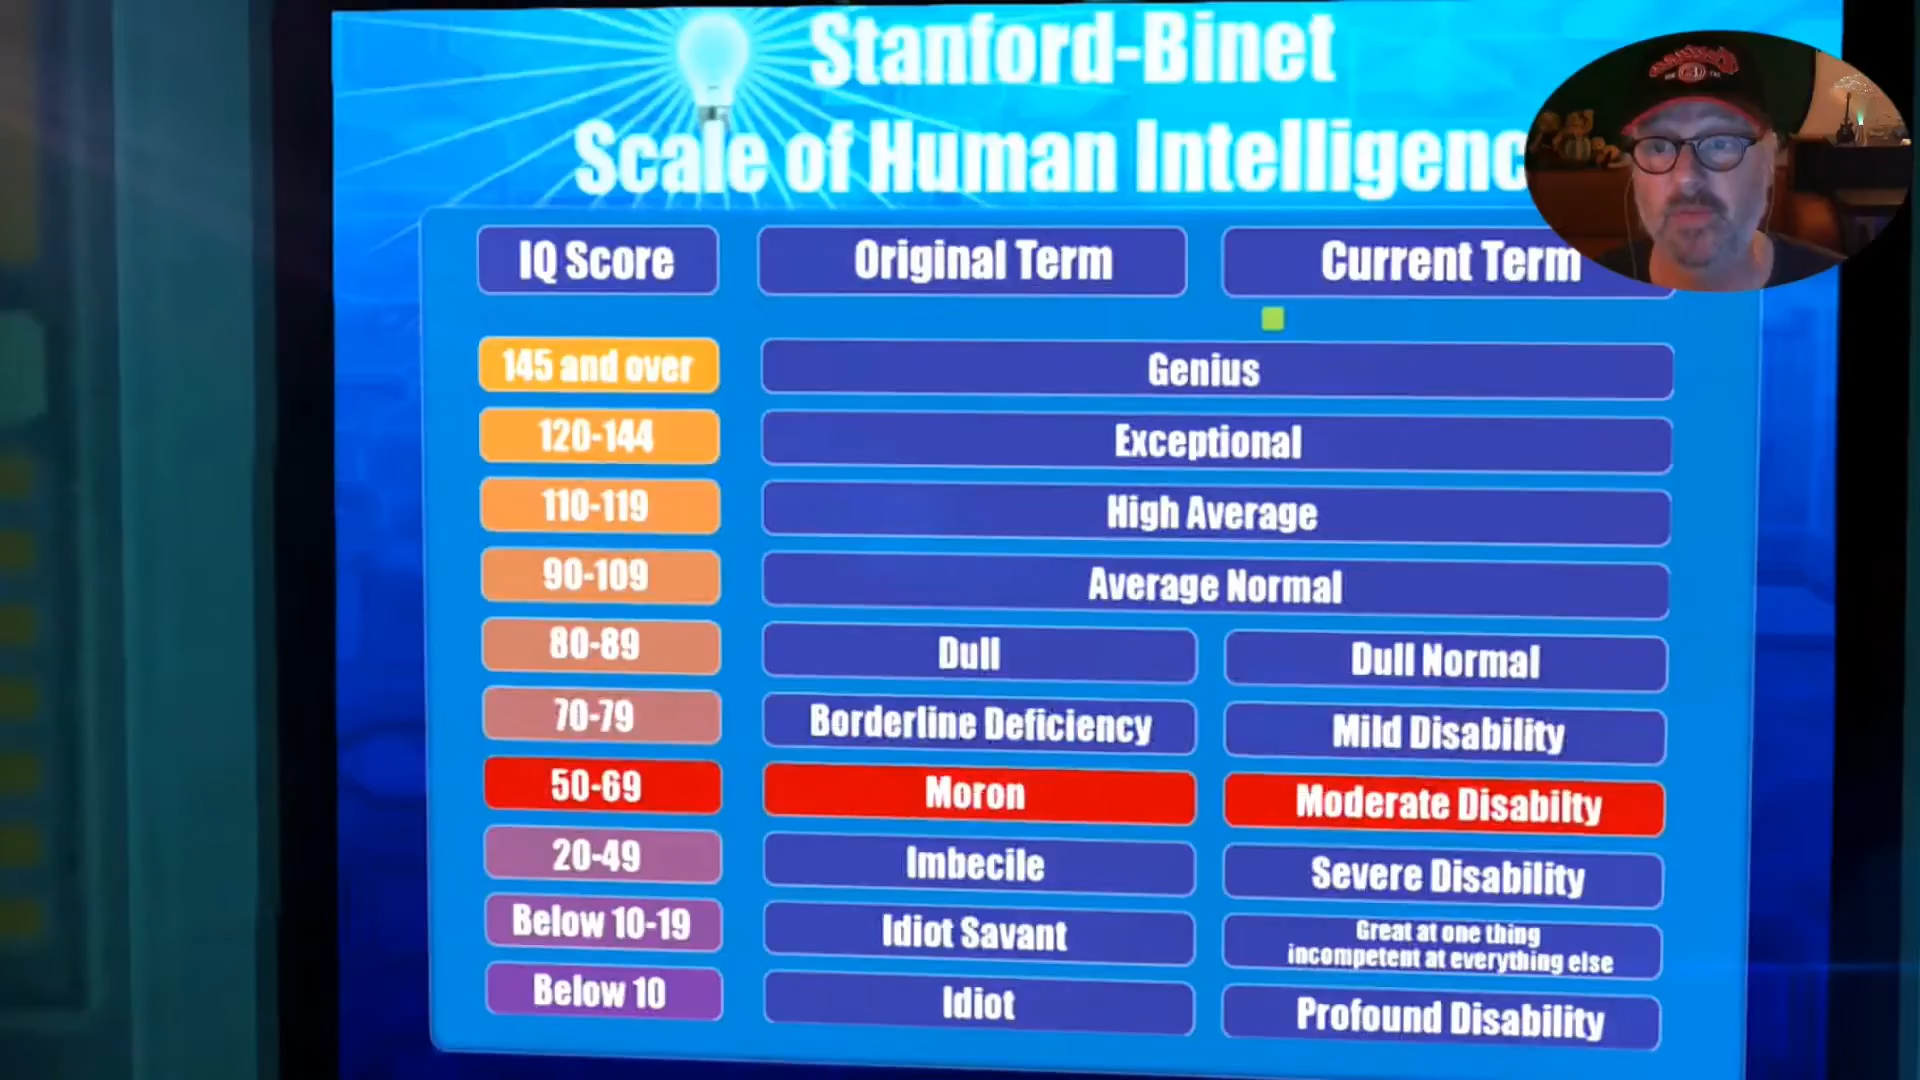 Stanford-Binet
Scale of Human Intelligenc
IQ Score
Original Term
Current Term
145 and over
Genius
120-144
Exceptional
110-119
High Average
90-109
Average Normal
80-89
Dull
Dull Normal
70-79
Borderline Deficiency
Mild Disability
50-69
Moron
Moderate Disabilty
20-49
Imbecile
Severe Disability
Below 10-19
Idiot Savant
Great at one thing
incompetent at everything else
Below 10
Idiot
Profound Disability